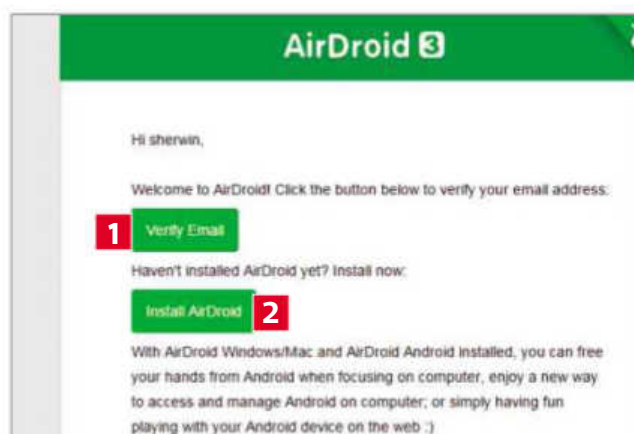 AirDroid 3
Hi sherwin,
Welcome to AirDroid! Click the button below to verify your email address:
1 Verify Email
Haven't installed AirDroid yet? Install now:
Install AirDroid 2
With AirDroid Windows/Mac and AirDroid Android installed, you can free
your hands from Android when focusing on computer, enjoy a new way
to access and manage Android on computer; or simply having fun
playing with your Android device on the web :)